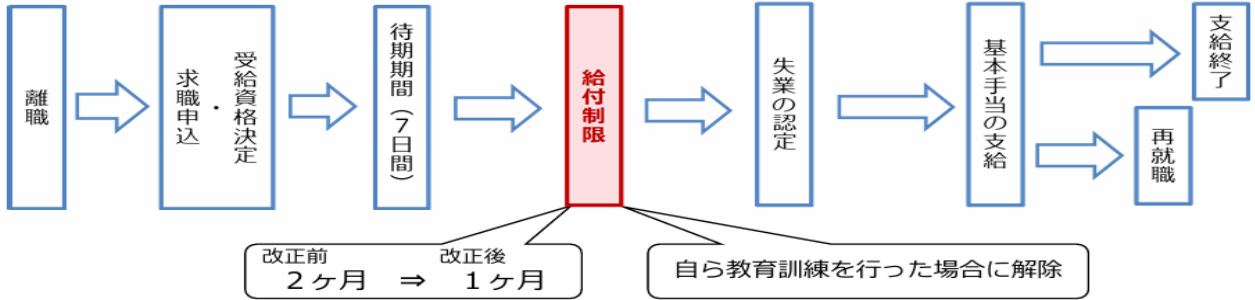 離職
受給資格決定
・
求職申込
待期期間（7日間）
給付制限
失業の認定
基本手当の支給
支給終了
再就職
改正前
改正後
２ヶ月 ⇒ １ヶ月
自ら教育訓練を行った場合に解除